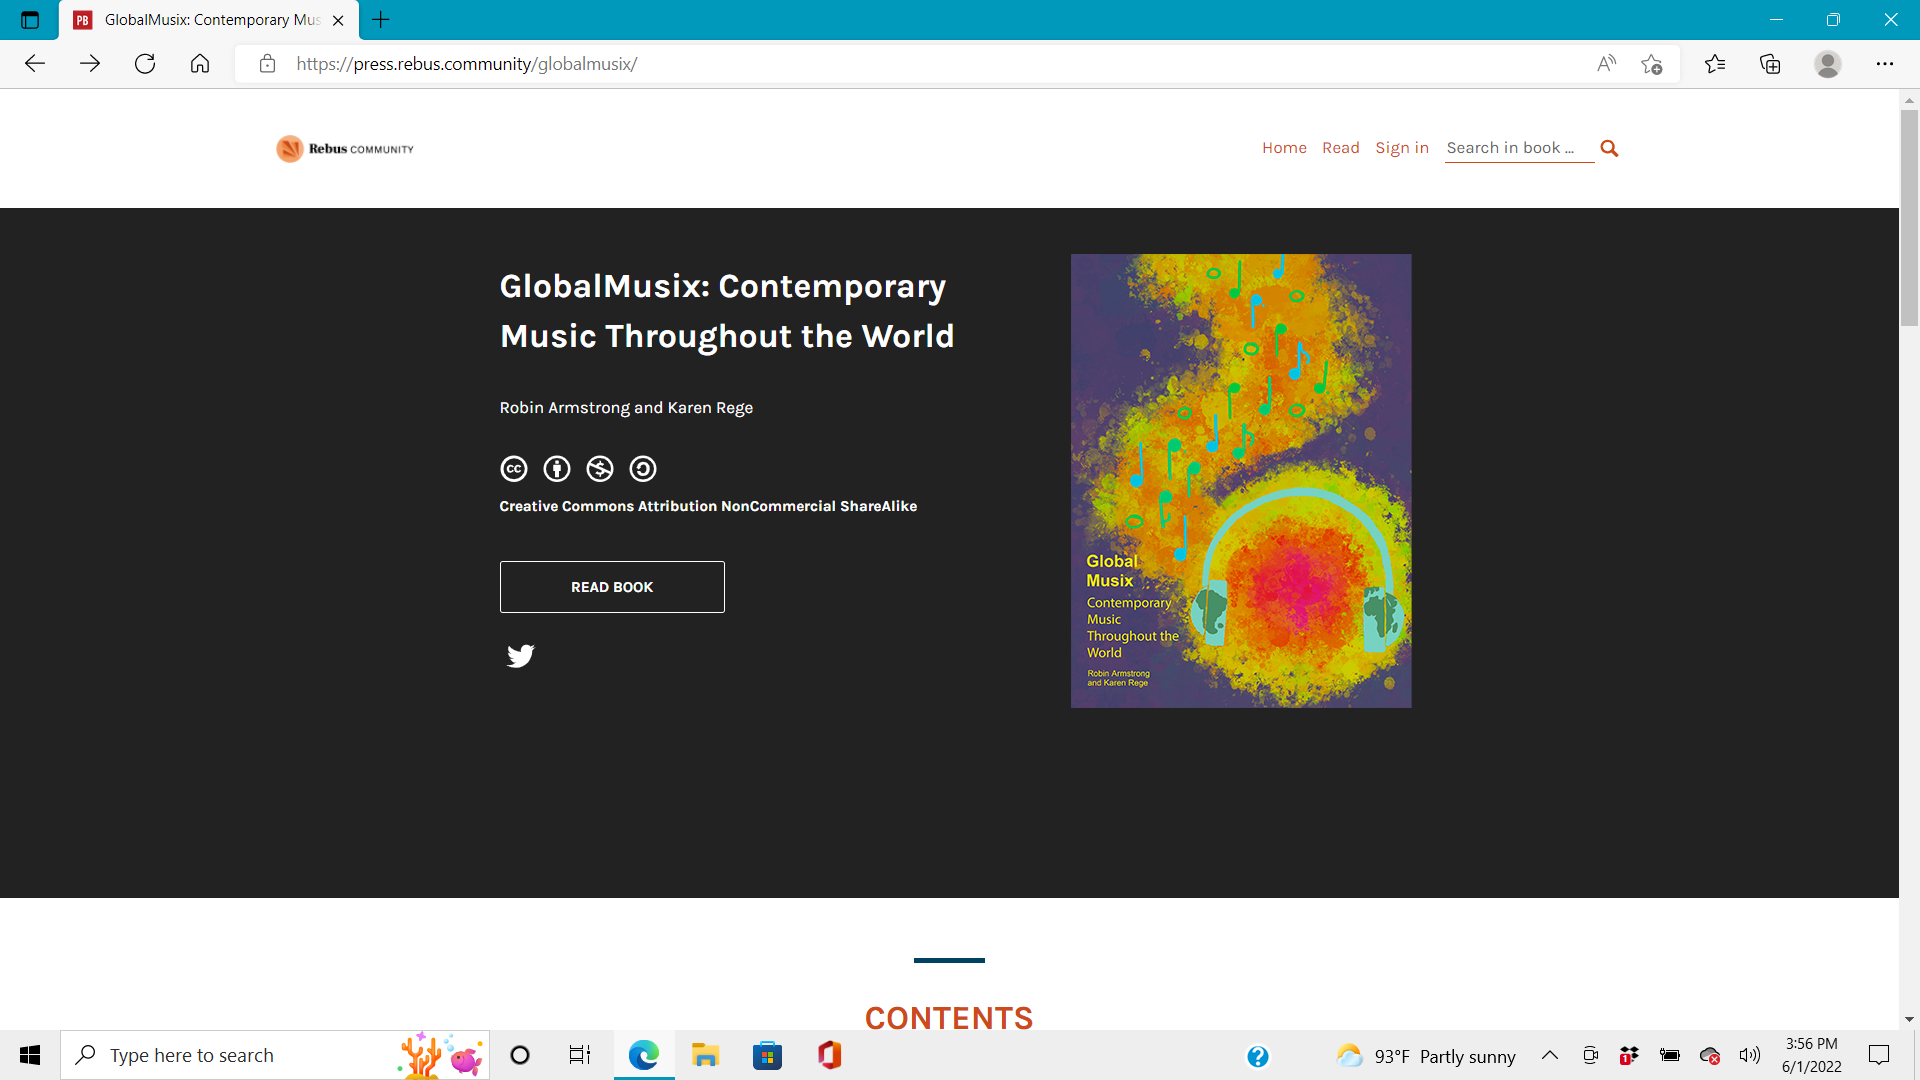 PB GlobalMusix: Contemporary Mus
https://press.rebus.community/globalmusix/
Rebus COMMUNITY
Home Read Sign in Search in book ...
GlobalMusix: Contemporary
Music Throughout the World
Robin Armstrong and Karen Rege
cc
Creative Commons Attribution NonCommercial ShareAlike
READ BOOK
Global
Musix
Contemporary
Music
Throughout the
World
Robin Armstrong
and Karen Rege
CONTENTS
Type here to search
93°F Partly sunny
1
3:56 PM
6/1/2022